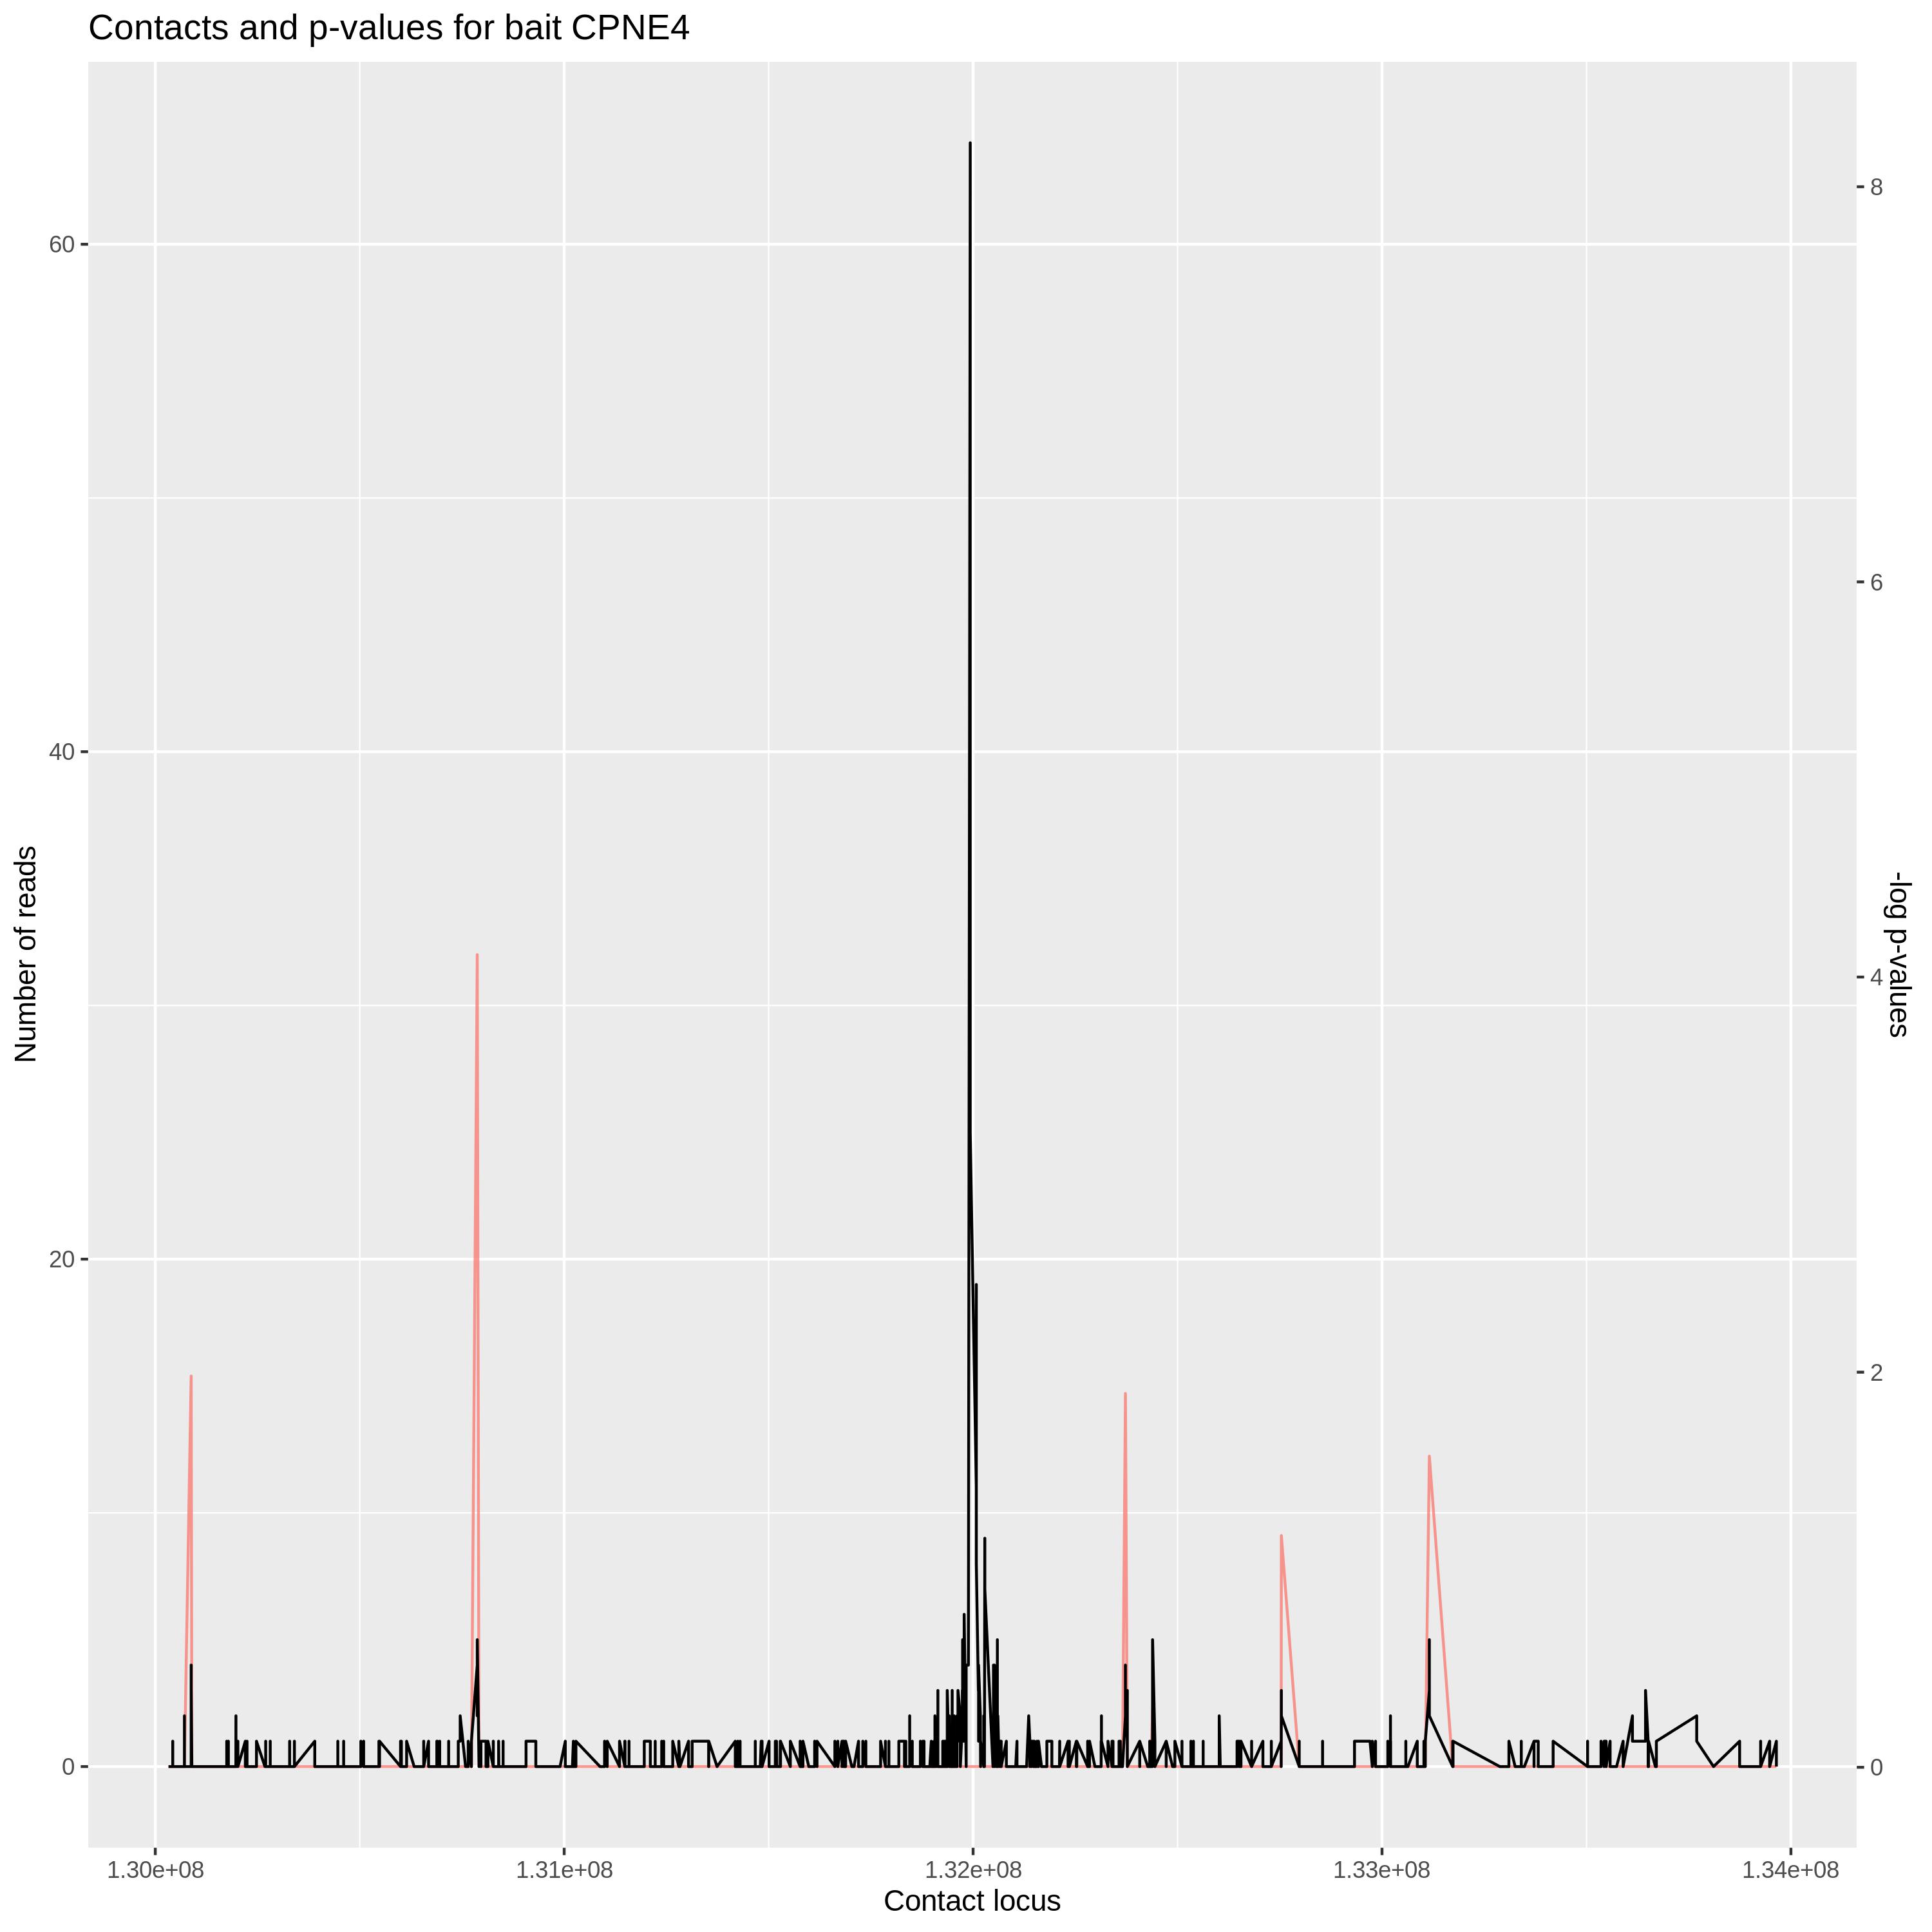 Contacts and p-values for bait CPNE4
Number of reads
60
40
20
0
8
6
4
2
0
-log p-values
1.30e+08
1.31e+08
1.32e+08
1.33e+08
1.34e+08
Contact locus